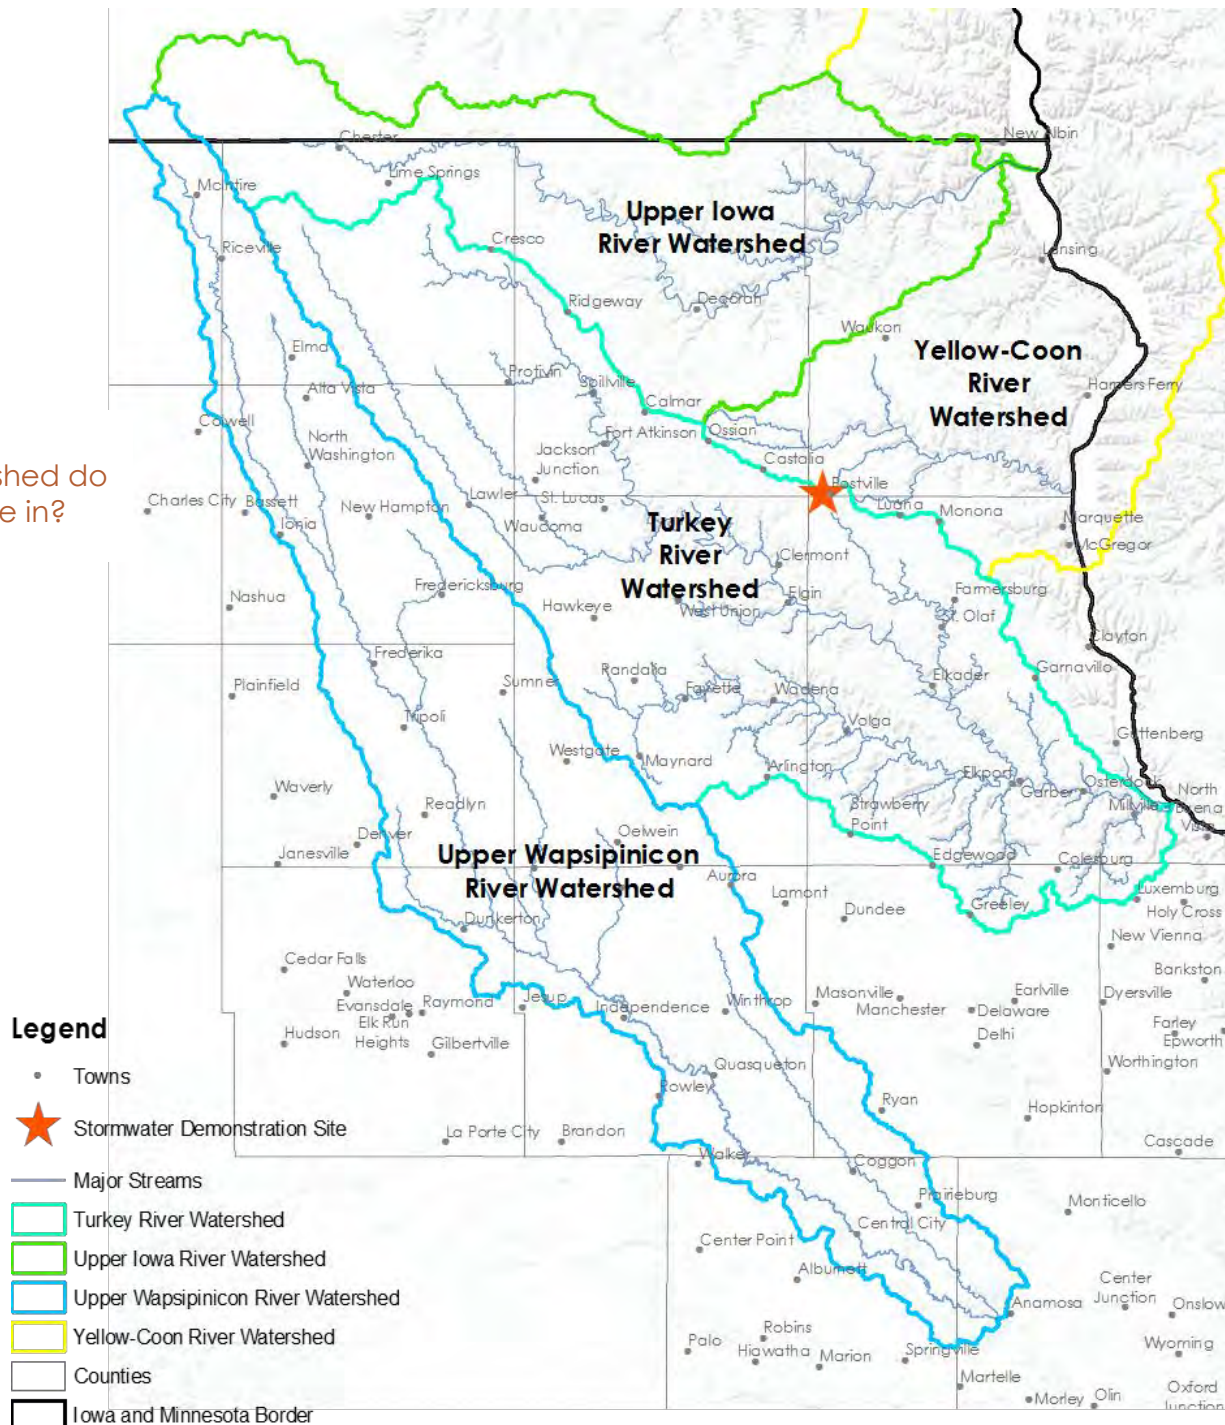 Chester
New Albin
McIntire
Lime Springs
Upper Iowa
River Watershed
Riceville
Cresco
Lansing
Ridgeway
Decorah
Waukon
Elma
Yellow-Coon
River
Watershed
Protivin
Spillville
Harpers Ferry
Alta Vista
Calmar
Colwell
North
Washington
Fort Atkinson
Ossian
Jackson
Junction
Castalia
shed do
e in?
Postville
Charles City
Bassett
New Hampton
Lawler
St. Lucas
Luana
Monona
Ionia
Waucoma
Turkey
River
Watershed
Marquette
McGregor
Clermont
Nashua
Fredericksburg
Hawkeye
West Union
Elgin
Farmersburg
St. Olaf
Clayton
Frederika
Plainfield
Sumner
Randalia
Fayette
Wadena
Elkader
Garnavillo
Tripoli
Volga
Guttenberg
Westgate
Maynard
Arlington
Elkport
Garber
Osterdock
North
Buena
Vista
Millville
Waverly
Readlyn
Strawberry
Point
Denver
Oelwein
Janesville
Upper Wapsipinicon
River Watershed
Edgewood
Colesburg
Aurora
Lamont
Dundee
Greeley
Luxemburg
Holy Cross
Dunkerton
New Vienna
Cedar Falls
Bankston
Waterloo
Evansdale
Raymond
Jesup
Independence
Winthrop
Masonville
Manchester
Earlville
Delaware
Dyersville
Elk Run
Heights
Hudson
Gilbertville
Delhi
Farley
Epworth
Worthington
Quasqueton
Rowley
Ryan
Hopkinton
La Porte City
Brandon
Cascade
Walker
Coggon
Prairieburg
Monticello
Central City
Center Point
Alburnett
Center
Junction
Anamosa
Onslow
Robins
Palo
Hiawatha
Marion
Springville
Wyoming
Martelle
Morley
Olin
Oxford
Junction
Legend
Towns
Stormwater Demonstration Site
Major Streams
Turkey River Watershed
Upper Iowa River Watershed
Upper Wapsipinicon River Watershed
Yellow-Coon River Watershed
Counties
Iowa and Minnesota Border